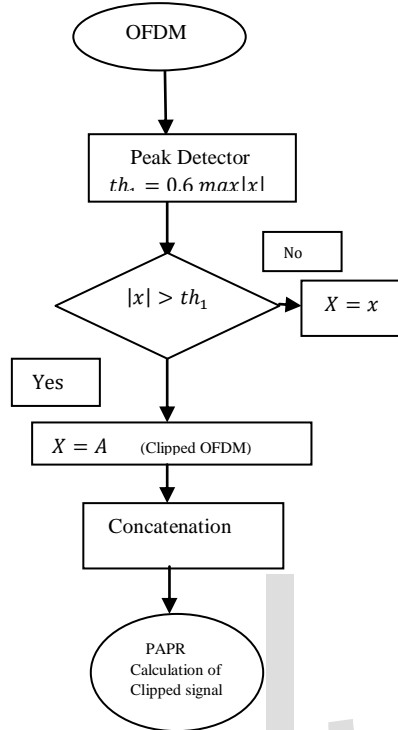 OFDM
Peak Detector
th₁ = 0.6 max|x|
No
|x| > th₁
X = x
Yes
X = A (Clipped OFDM)
Concatenation
PAPR
Calculation of
Clipped signal